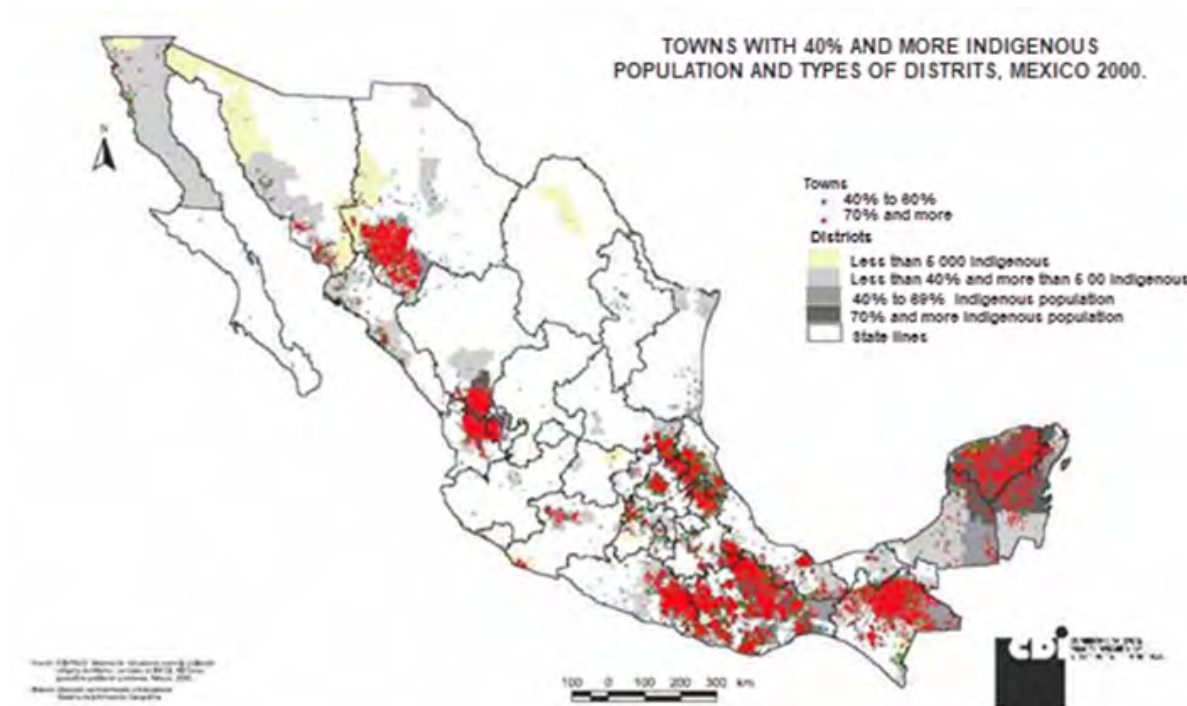 TOWNS WITH 40% AND MORE INDIGENOUS
POPULATION AND TYPES OF DISTRITS, MEXICO 2000.
N
Towns
40% to 60%
70% and more
Districts
Less than 5 000 Indigenous
Less than 40% and more than 5 00 Indigenous
40% to 69% Indigenous population
70% and more Indigenous population
State lines
100 0 100 200 300 km
CDI